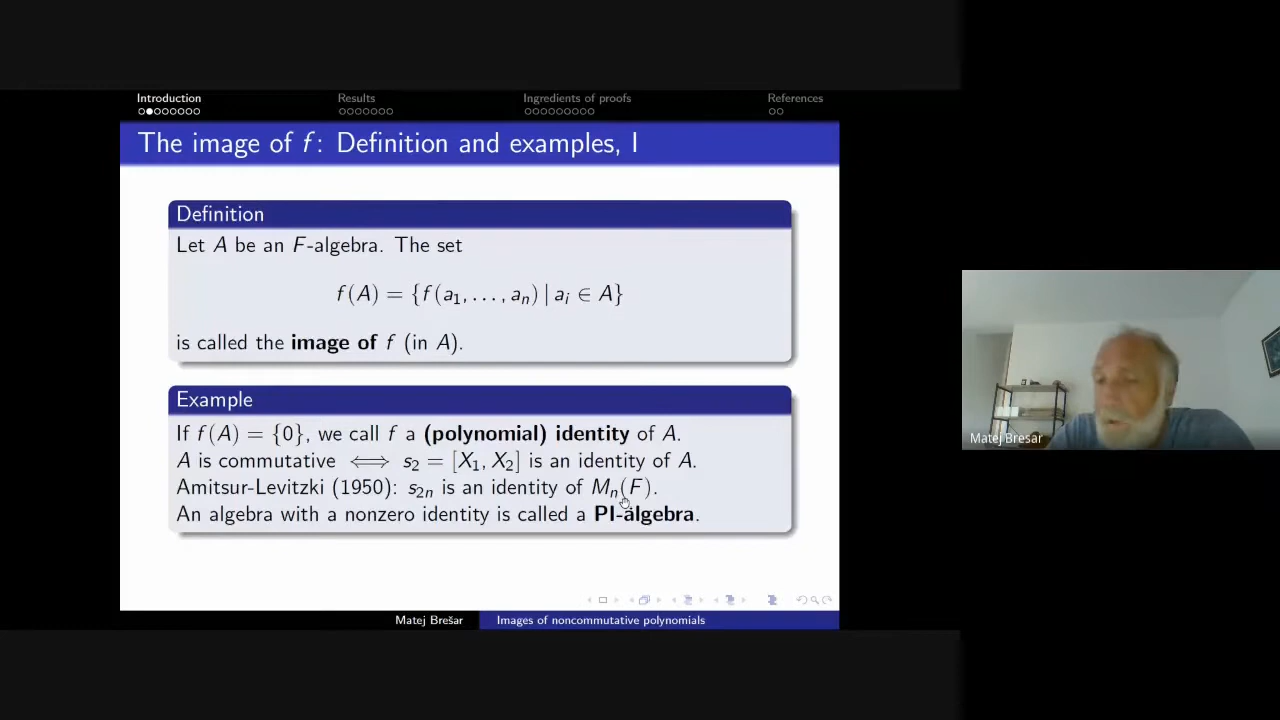 Introduction Results Ingredients of proofs References
The image of f: Definition and examples, I
Definition
Let A be an F-algebra. The set
f(A) = {f(a₁, . . . , aₙ) | aᵢ ∈ A}
is called the image of f (in A).
Example
If f(A) = {0}, we call f a (polynomial) identity of A.
A is commutative ⟺ s₂ = [X₁, X₂] is an identity of A.
Amitsur-Levitzki (1950): s₂ₙ is an identity of Mₙ(F).
An algebra with a nonzero identity is called a PI-algebra.
Matej Bresar
Matej Brešar Images of noncommutative polynomials